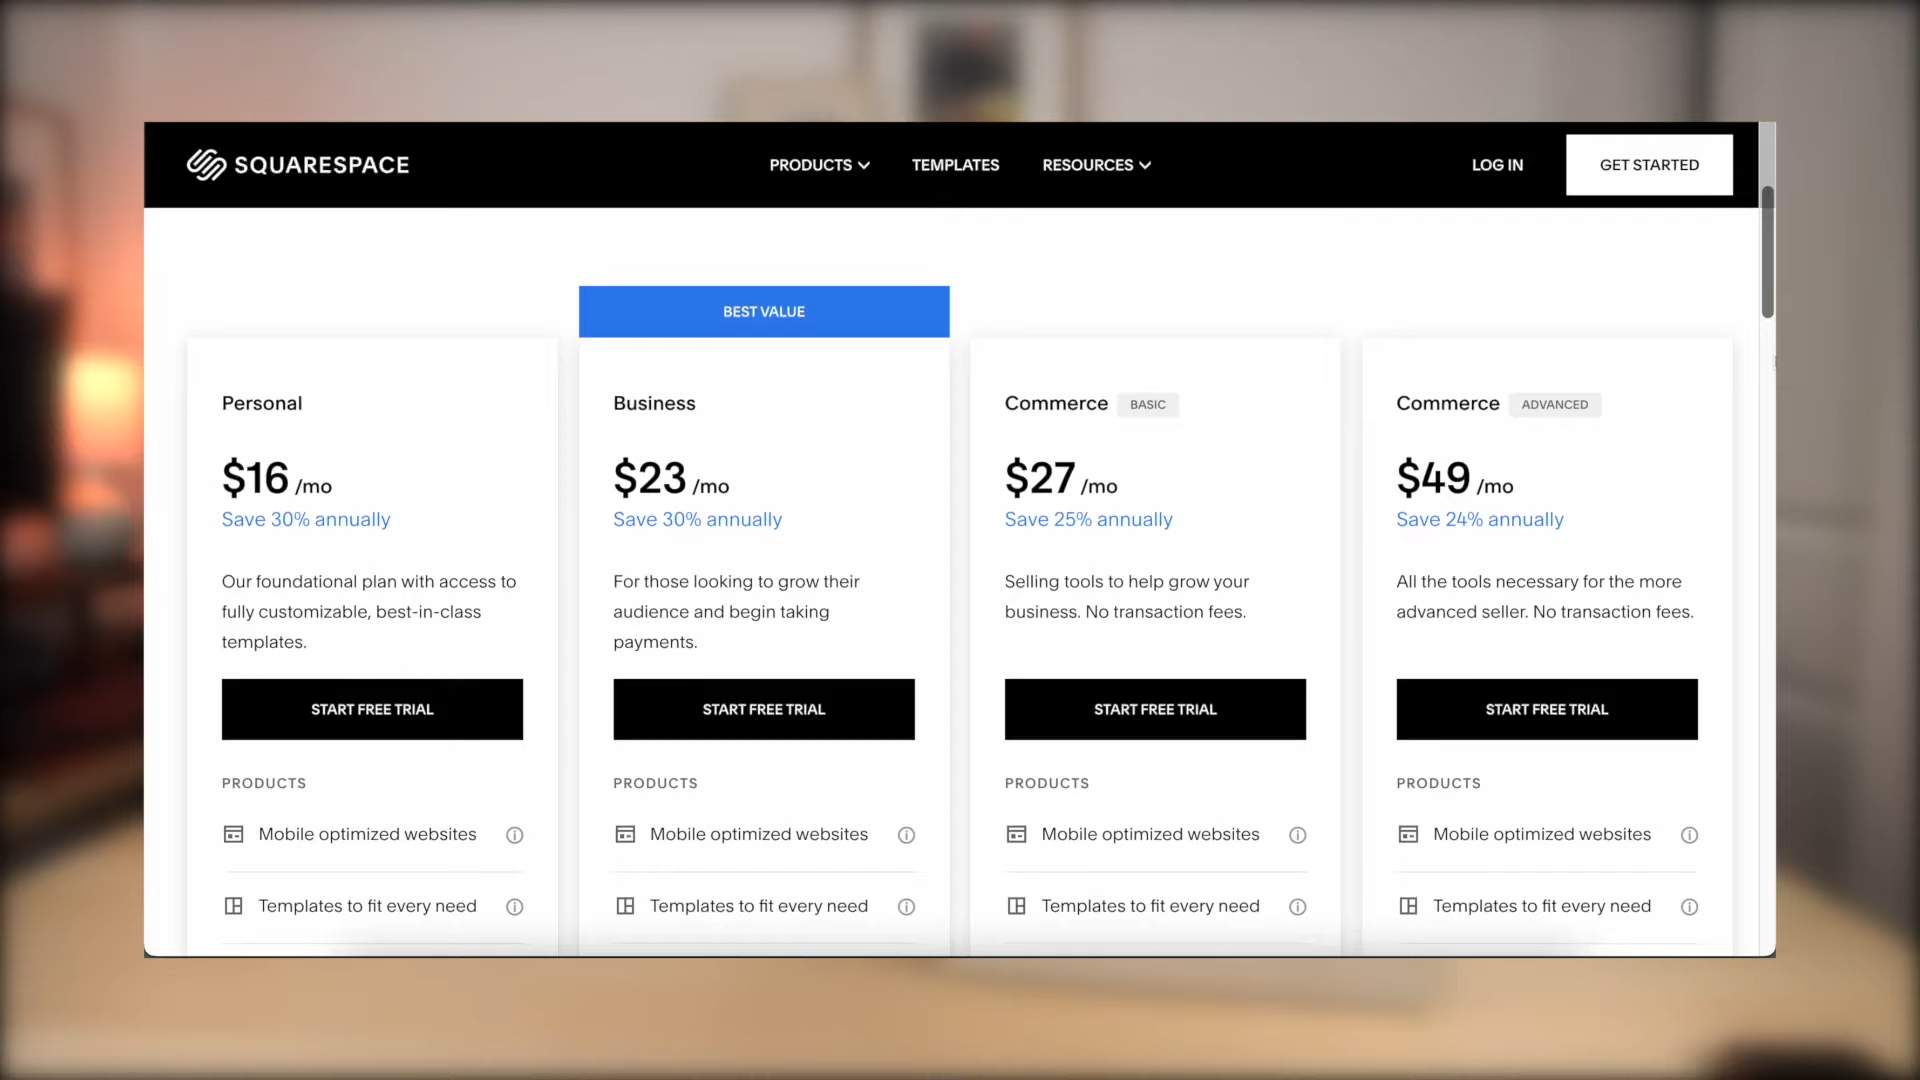 SQUARESPACE
PRODUCTS
TEMPLATES
RESOURCES
LOG IN
GET STARTED
BEST VALUE
Personal
$16 /mo
Save 30% annually
Our foundational plan with access to
fully customizable, best-in-class
templates.
START FREE TRIAL
PRODUCTS
Mobile optimized websites
Templates to fit every need
Business
$23 /mo
Save 30% annually
For those looking to grow their
audience and begin taking
payments.
START FREE TRIAL
PRODUCTS
Mobile optimized websites
Templates to fit every need
Commerce BASIC
$27 /mo
Save 25% annually
Selling tools to help grow your
business. No transaction fees.
START FREE TRIAL
PRODUCTS
Mobile optimized websites
Templates to fit every need
Commerce ADVANCED
$49 /mo
Save 24% annually
All the tools necessary for the more
advanced seller. No transaction fees.
START FREE TRIAL
PRODUCTS
Mobile optimized websites
Templates to fit every need